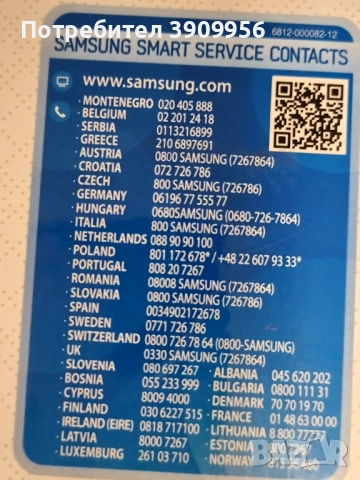 Потребител 3909956
6812-000082-12
SAMSUNG SMART SERVICE CONTACTS
www.samsung.com
· MONTENEGRO 020 405 888
· BELGIUM 02 201 24 18
· SERBIA 0113216899
· GREECE 210 6897691
· AUSTRIA 0800 SAMSUNG (7267864)
· CROATIA 072 726 786
· CZECH 800 SAMSUNG (726786)
· GERMANY 06196 77 555 77
· HUNGARY 0680SAMSUNG (0680-726-7864)
· ITALIA 800 SAMSUNG (7267864)
· NETHERLANDS 088 90 90 100
· POLAND 801 172 678* / +48 22 607 93 33*
· PORTUGAL 808 20 7267
· ROMANIA 08008 SAMSUNG (7267864)
· SLOVAKIA 0800 SAMSUNG (726786)
· SPAIN 0034902172678
· SWEDEN 0771 726 786
· SWITZERLAND 0800 726 78 64 (0800-SAMSUNG)
· UK 0330 SAMSUNG (7267864)
· SLOVENIA 080 697 267 · ALBANIA 045 620 202
· BOSNIA 055 233 999 · BULGARIA 0800 111 31
· CYPRUS 8009 4000 · DENMARK 70 70 19 70
· FINLAND 030 6227 515 · FRANCE 01 48 63 00 00
· IRELAND (EIRE) 0818 717100 · LITHUANIA 8 800 77777
· LATVIA 8000 7267 · ESTONIA 800 7267
· LUXEMBURG 261 03 710 · NORWAY